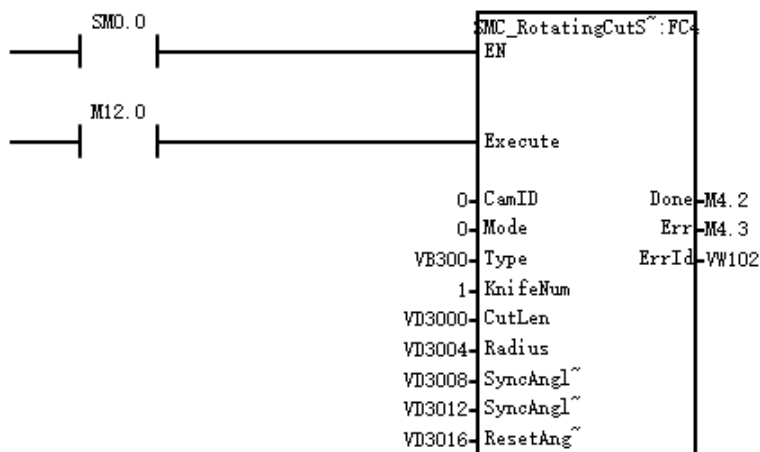 SM0.0
SMC_RotatingCutS~:FC4
EN
M12.0
Execute
0 CamID Done M4.2
0 Mode Err M4.3
VB300 Type ErrId VW102
1 KnifeNum
VD3000 CutLen
VD3004 Radius
VD3008 SyncAngl~
VD3012 SyncAngl~
VD3016 ResetAng~